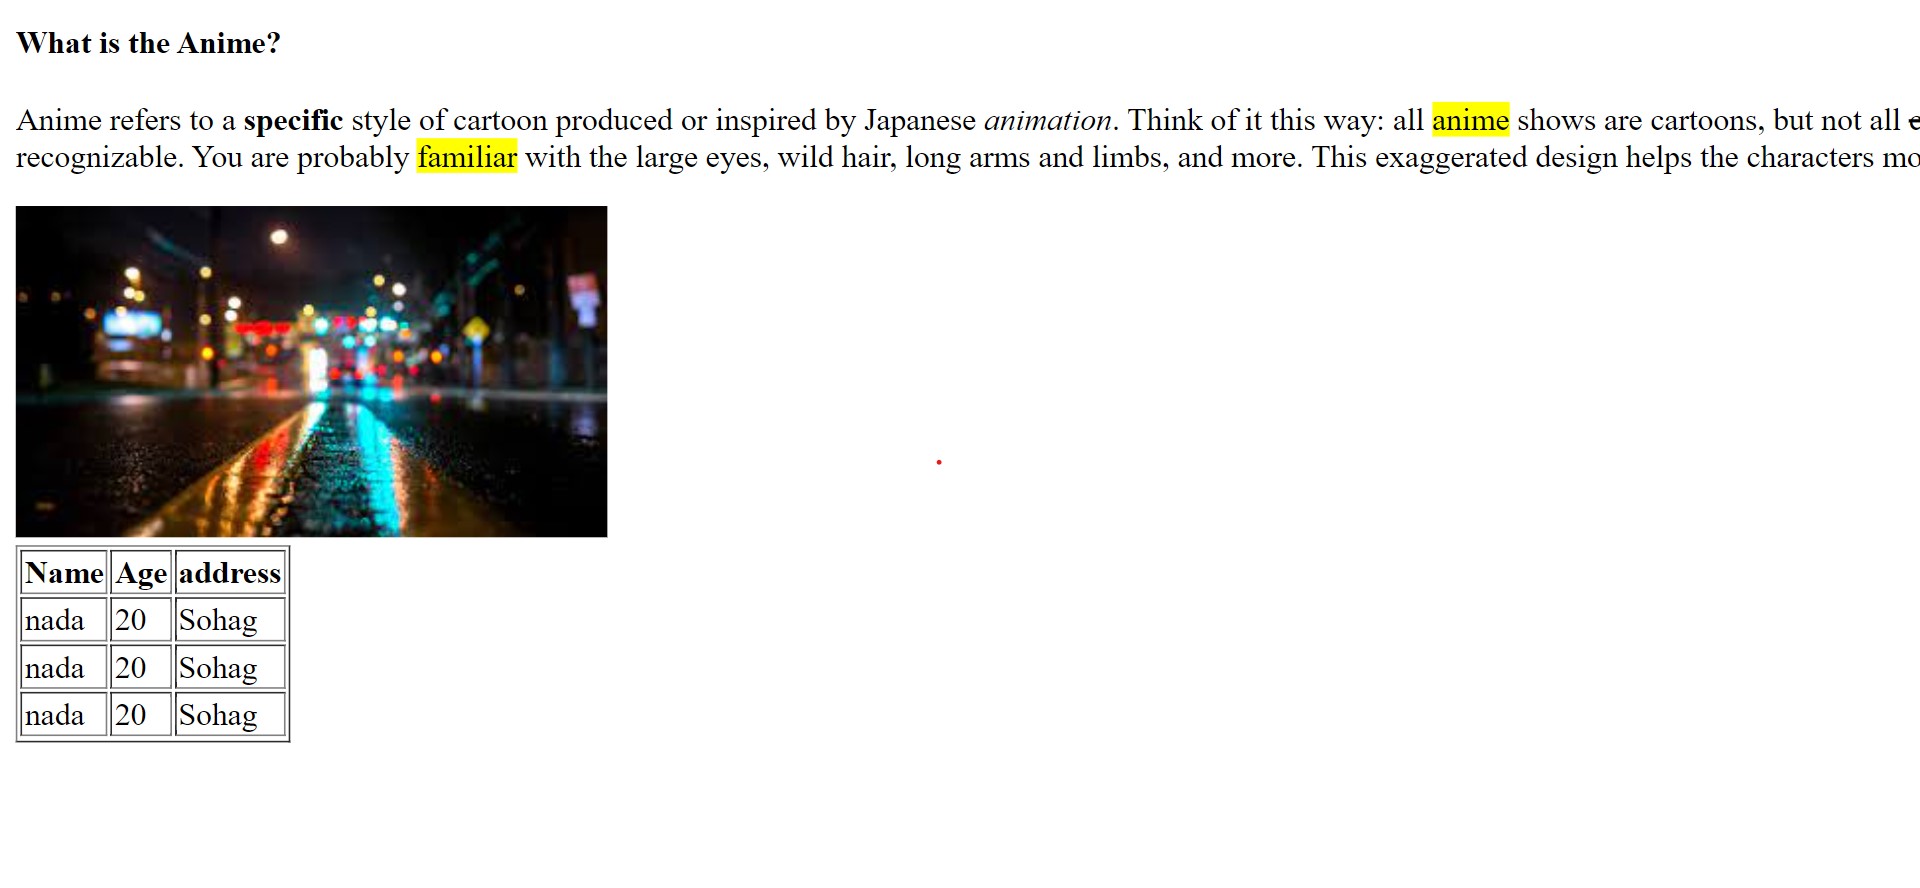 What is the Anime?
Anime refers to a specific style of cartoon produced or inspired by Japanese animation. Think of it this way: all anime shows are cartoons, but not all
recognizable. You are probably familiar with the large eyes, wild hair, long arms and limbs, and more. This exaggerated design helps the characters
Name Age address
nada 20 Sohag
nada 20 Sohag
nada 20 Sohag